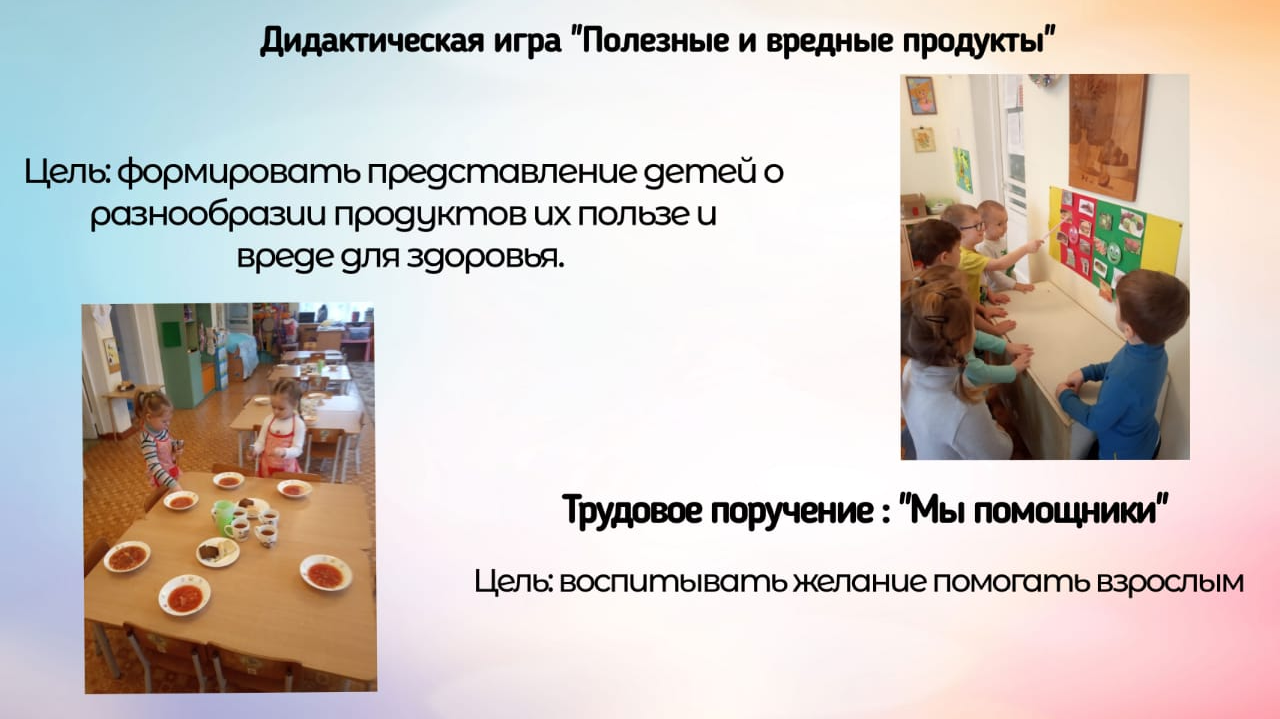 Дидактическая игра "Полезные и вредные продукты"
Цель: формировать представление детей о
разнообразии продуктов их пользе и
вреде для здоровья.
Трудовое поручение : "Мы помощники"
Цель: воспитывать желание помогать взрослым